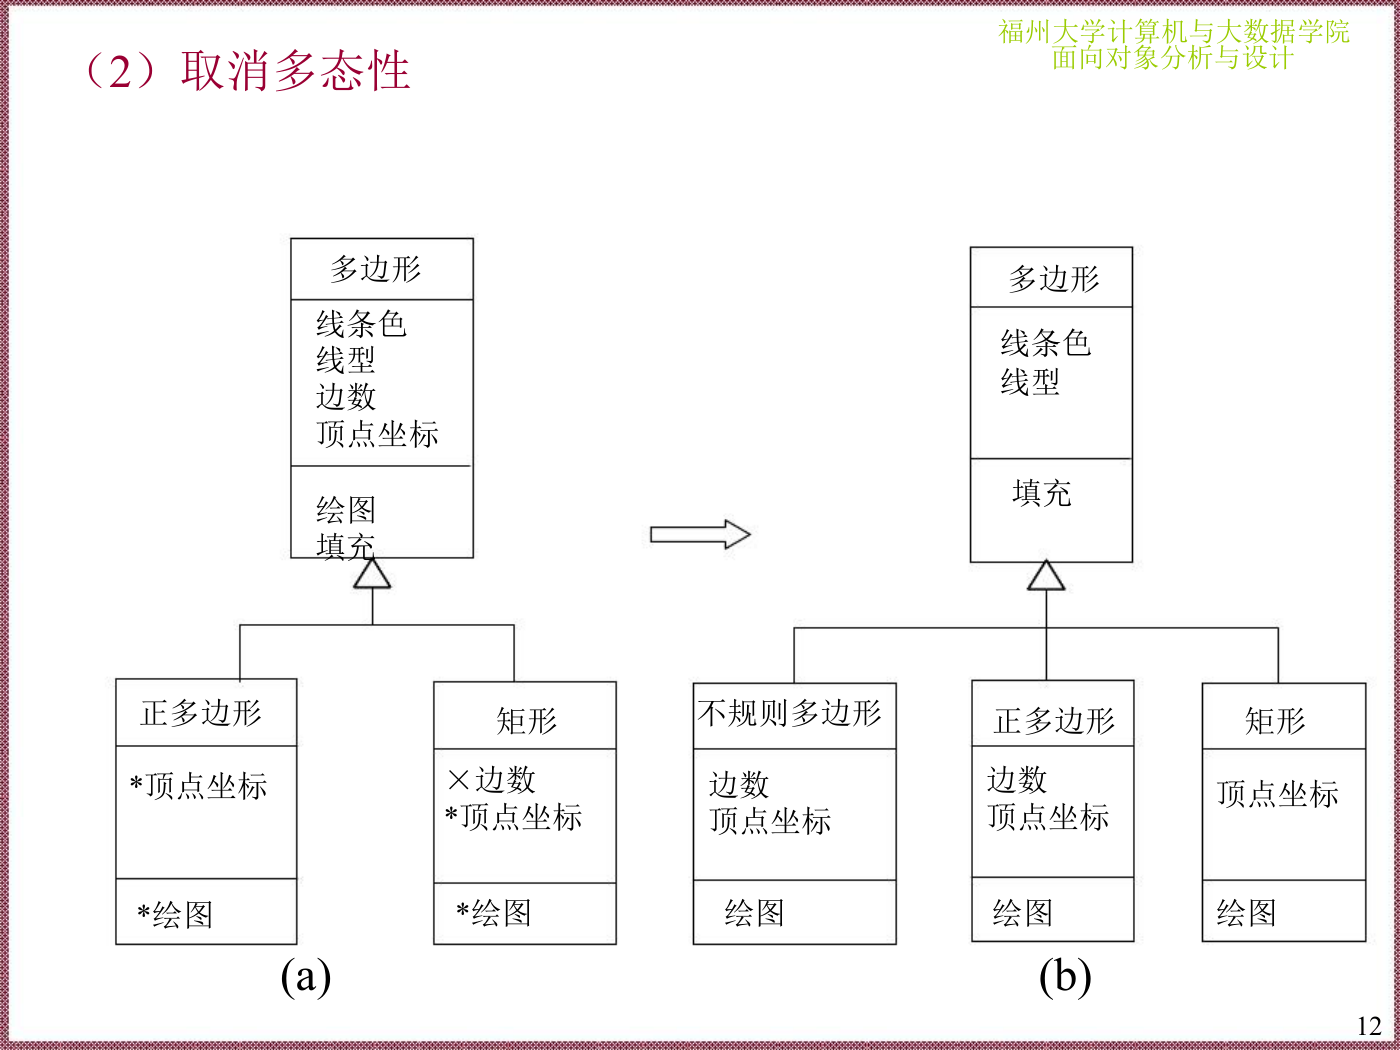 福州大学计算机与大数据学院
面向对象分析与设计
（2）取消多态性
多边形
线条色
线型
边数
顶点坐标
绘图
填充
正多边形
*顶点坐标
*绘图
矩形
×边数
*顶点坐标
*绘图
(a)
多边形
线条色
线型
填充
不规则多边形
边数
顶点坐标
绘图
正多边形
边数
顶点坐标
绘图
矩形
顶点坐标
绘图
(b)
12